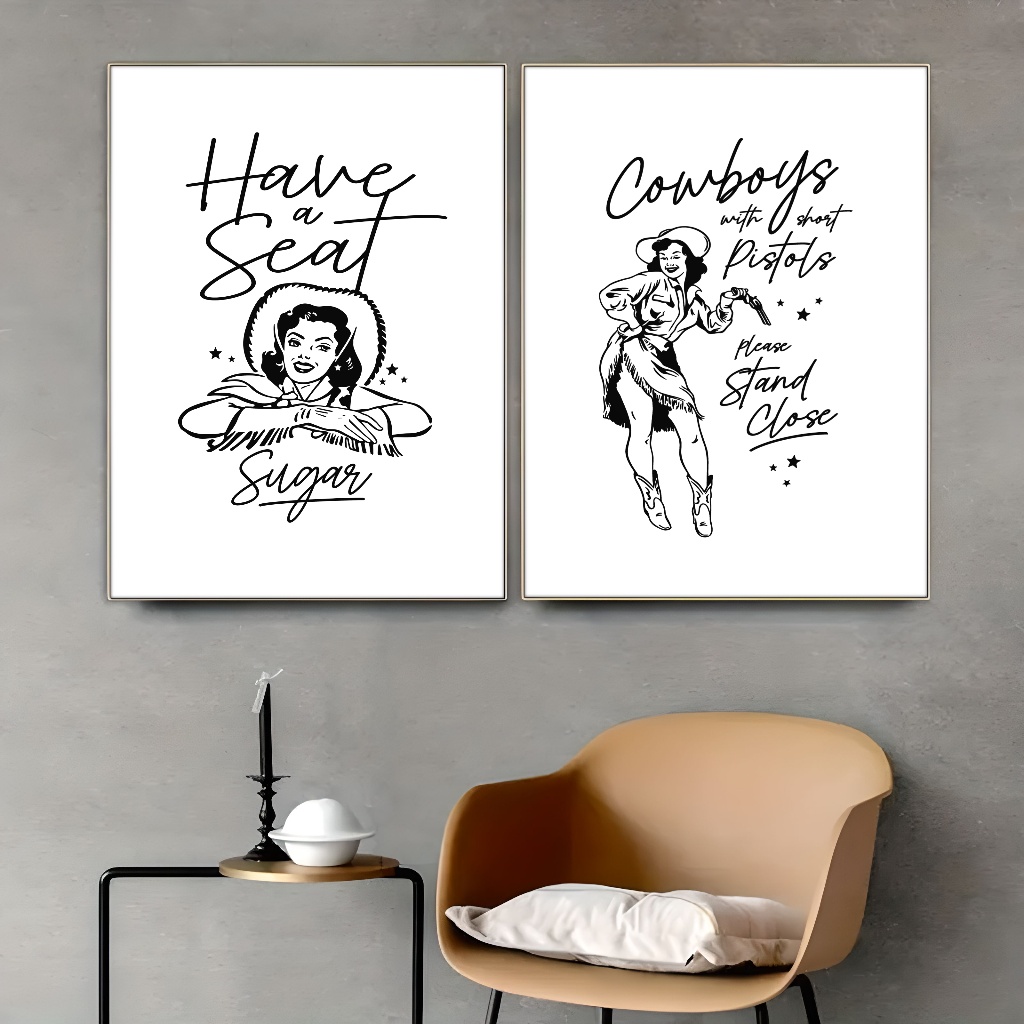 Have
a
Seat
Sugar
Cowboys
with short
Pistols
Please
Stand
Close